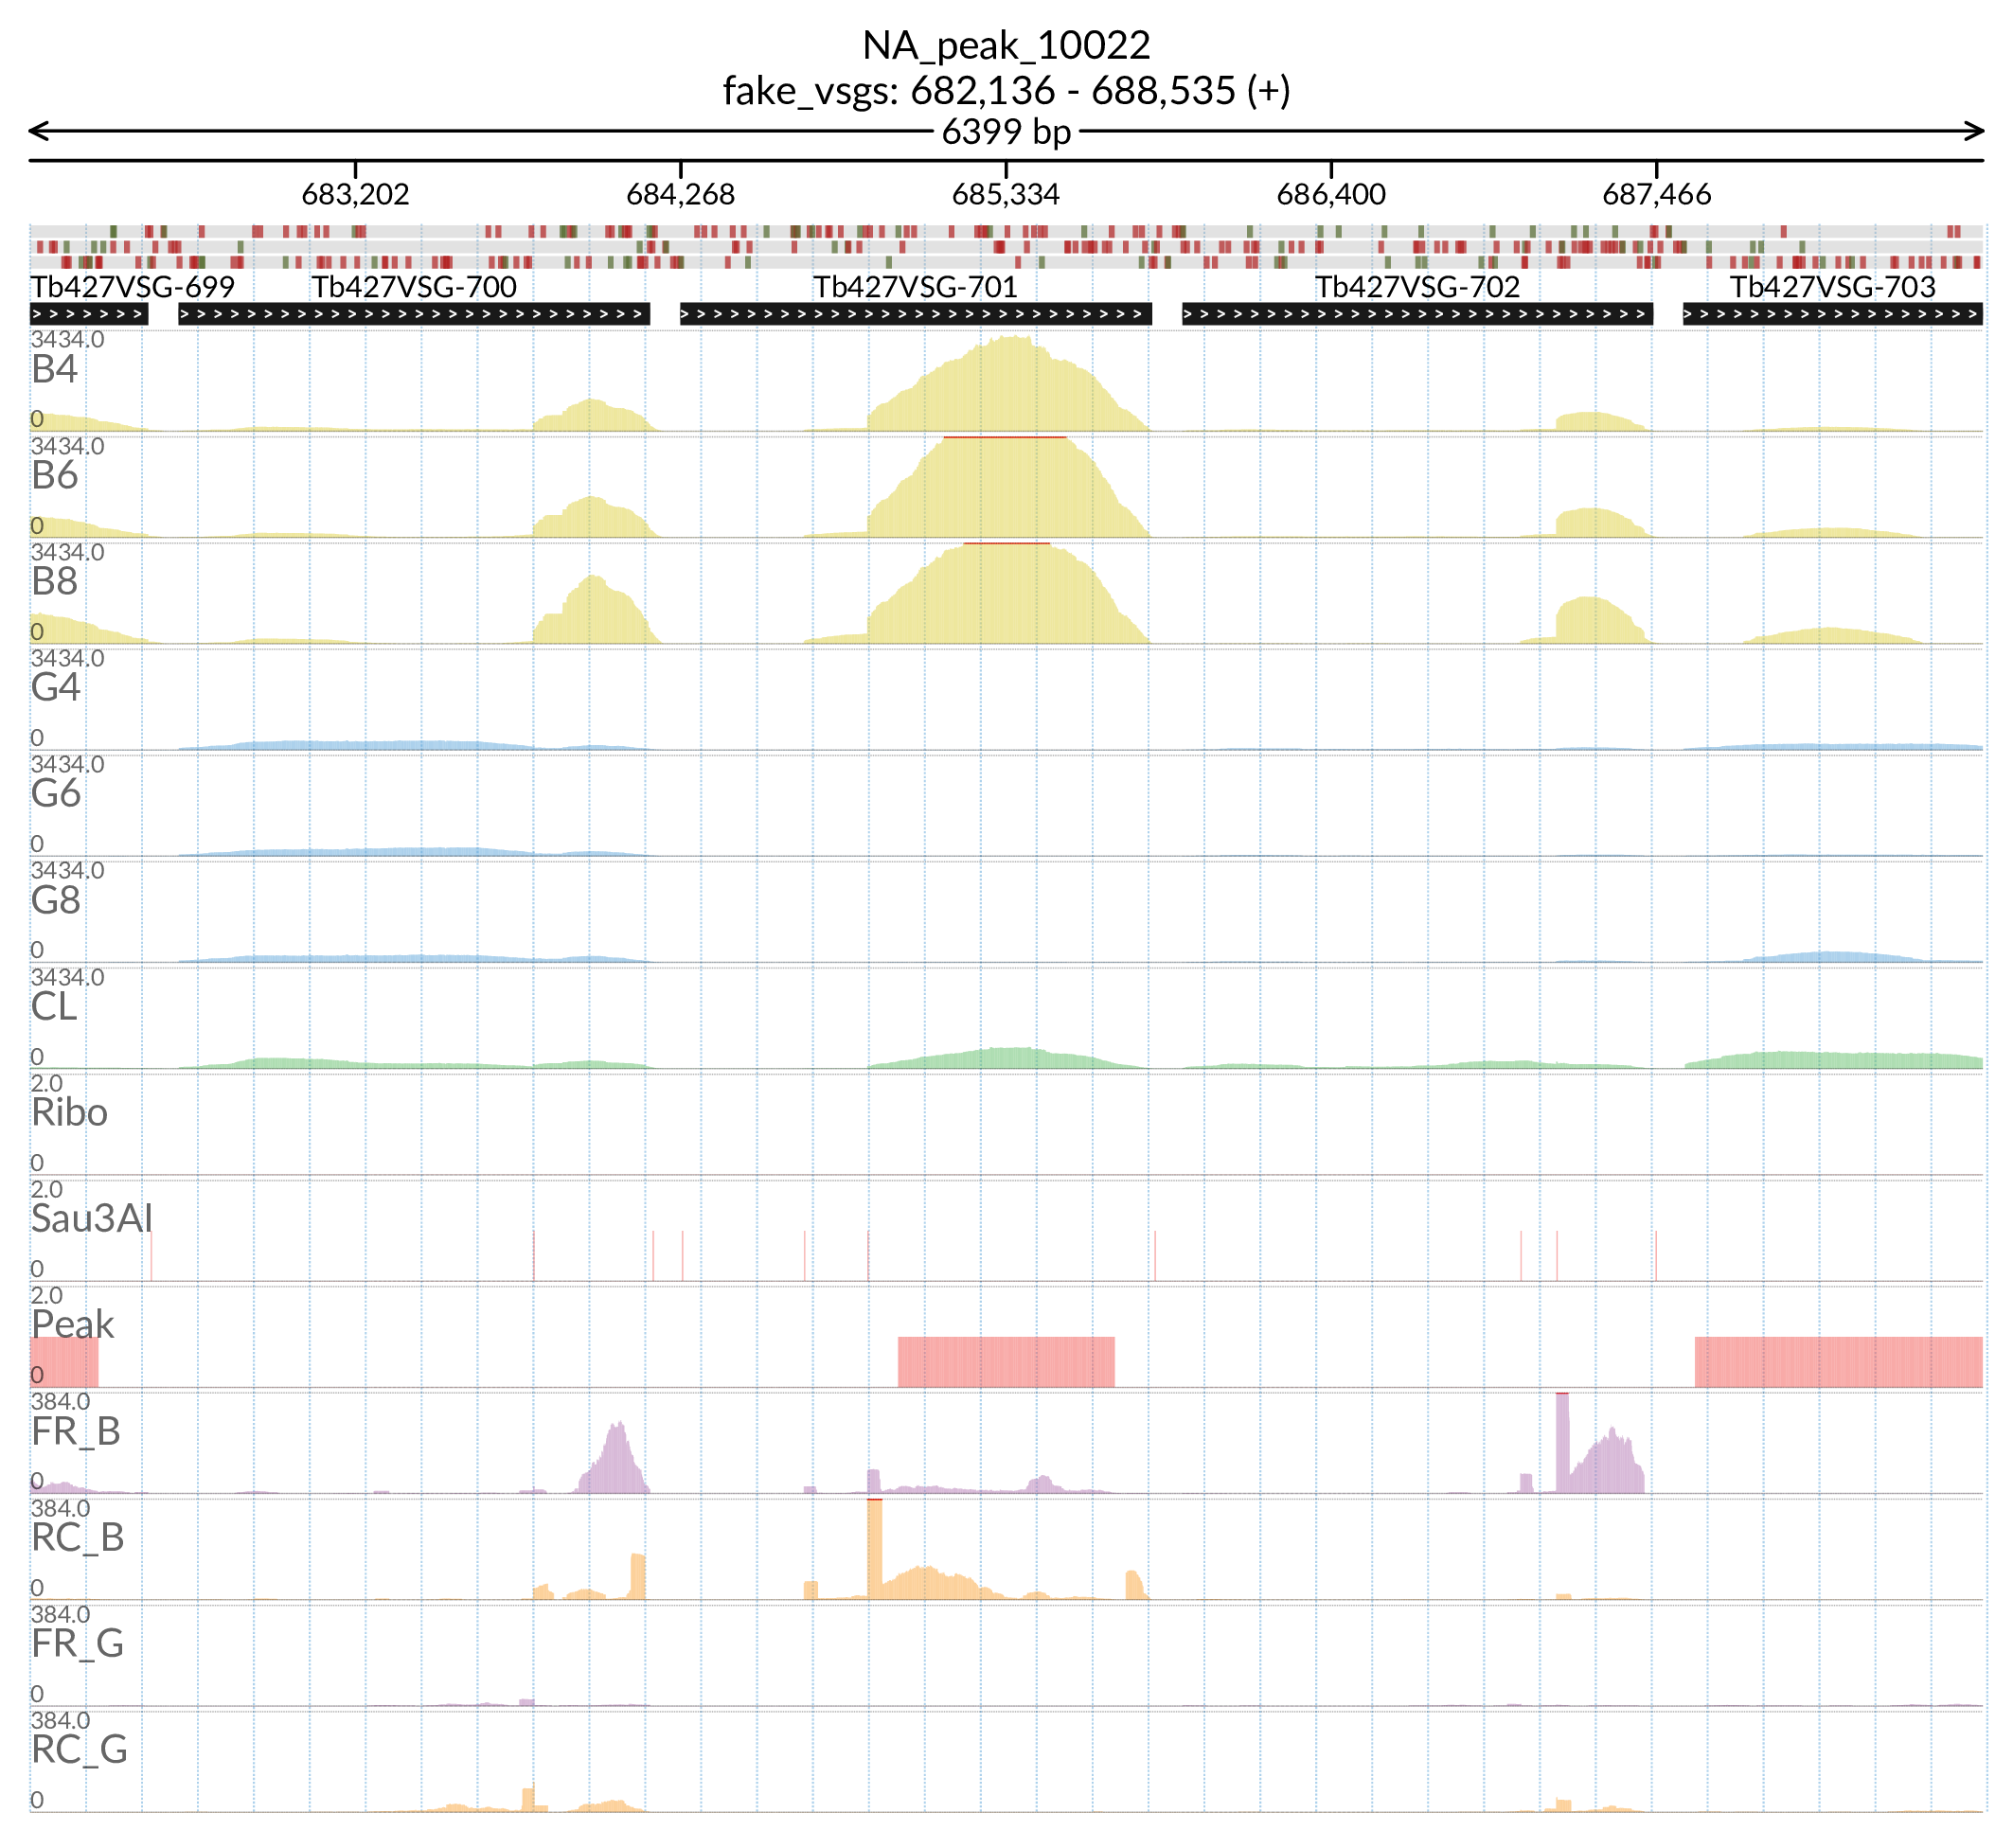 NA_peak_10022
fake_vsgs: 682,136 - 688,535 (+)
6399 bp
683,202 684,268 685,334 686,400 687,466
Tb427VSG-699 Tb427VSG-700 Tb427VSG-701 Tb427VSG-702 Tb427VSG-703
3434.0
B4
0
3434.0
B6
0
3434.0
B8
0
3434.0
G4
0
3434.0
G6
0
3434.0
G8
0
3434.0
CL
0
2.0
Ribo
0
2.0
Sau3AI
0
2.0
Peak
0
384.0
FR_B
0
384.0
RC_B
0
384.0
FR_G
0
384.0
RC_G
0